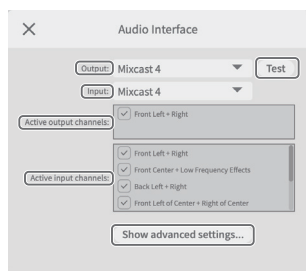 Audio Interface
Output: Mixcast 4 Test
Input: Mixcast 4
Active output channels: Front Left + Right
Active input channels: Front Left + Right
Front Center + Low Frequency Effects
Back Left + Right
Front Left of Center + Right of Center
Show advanced settings...